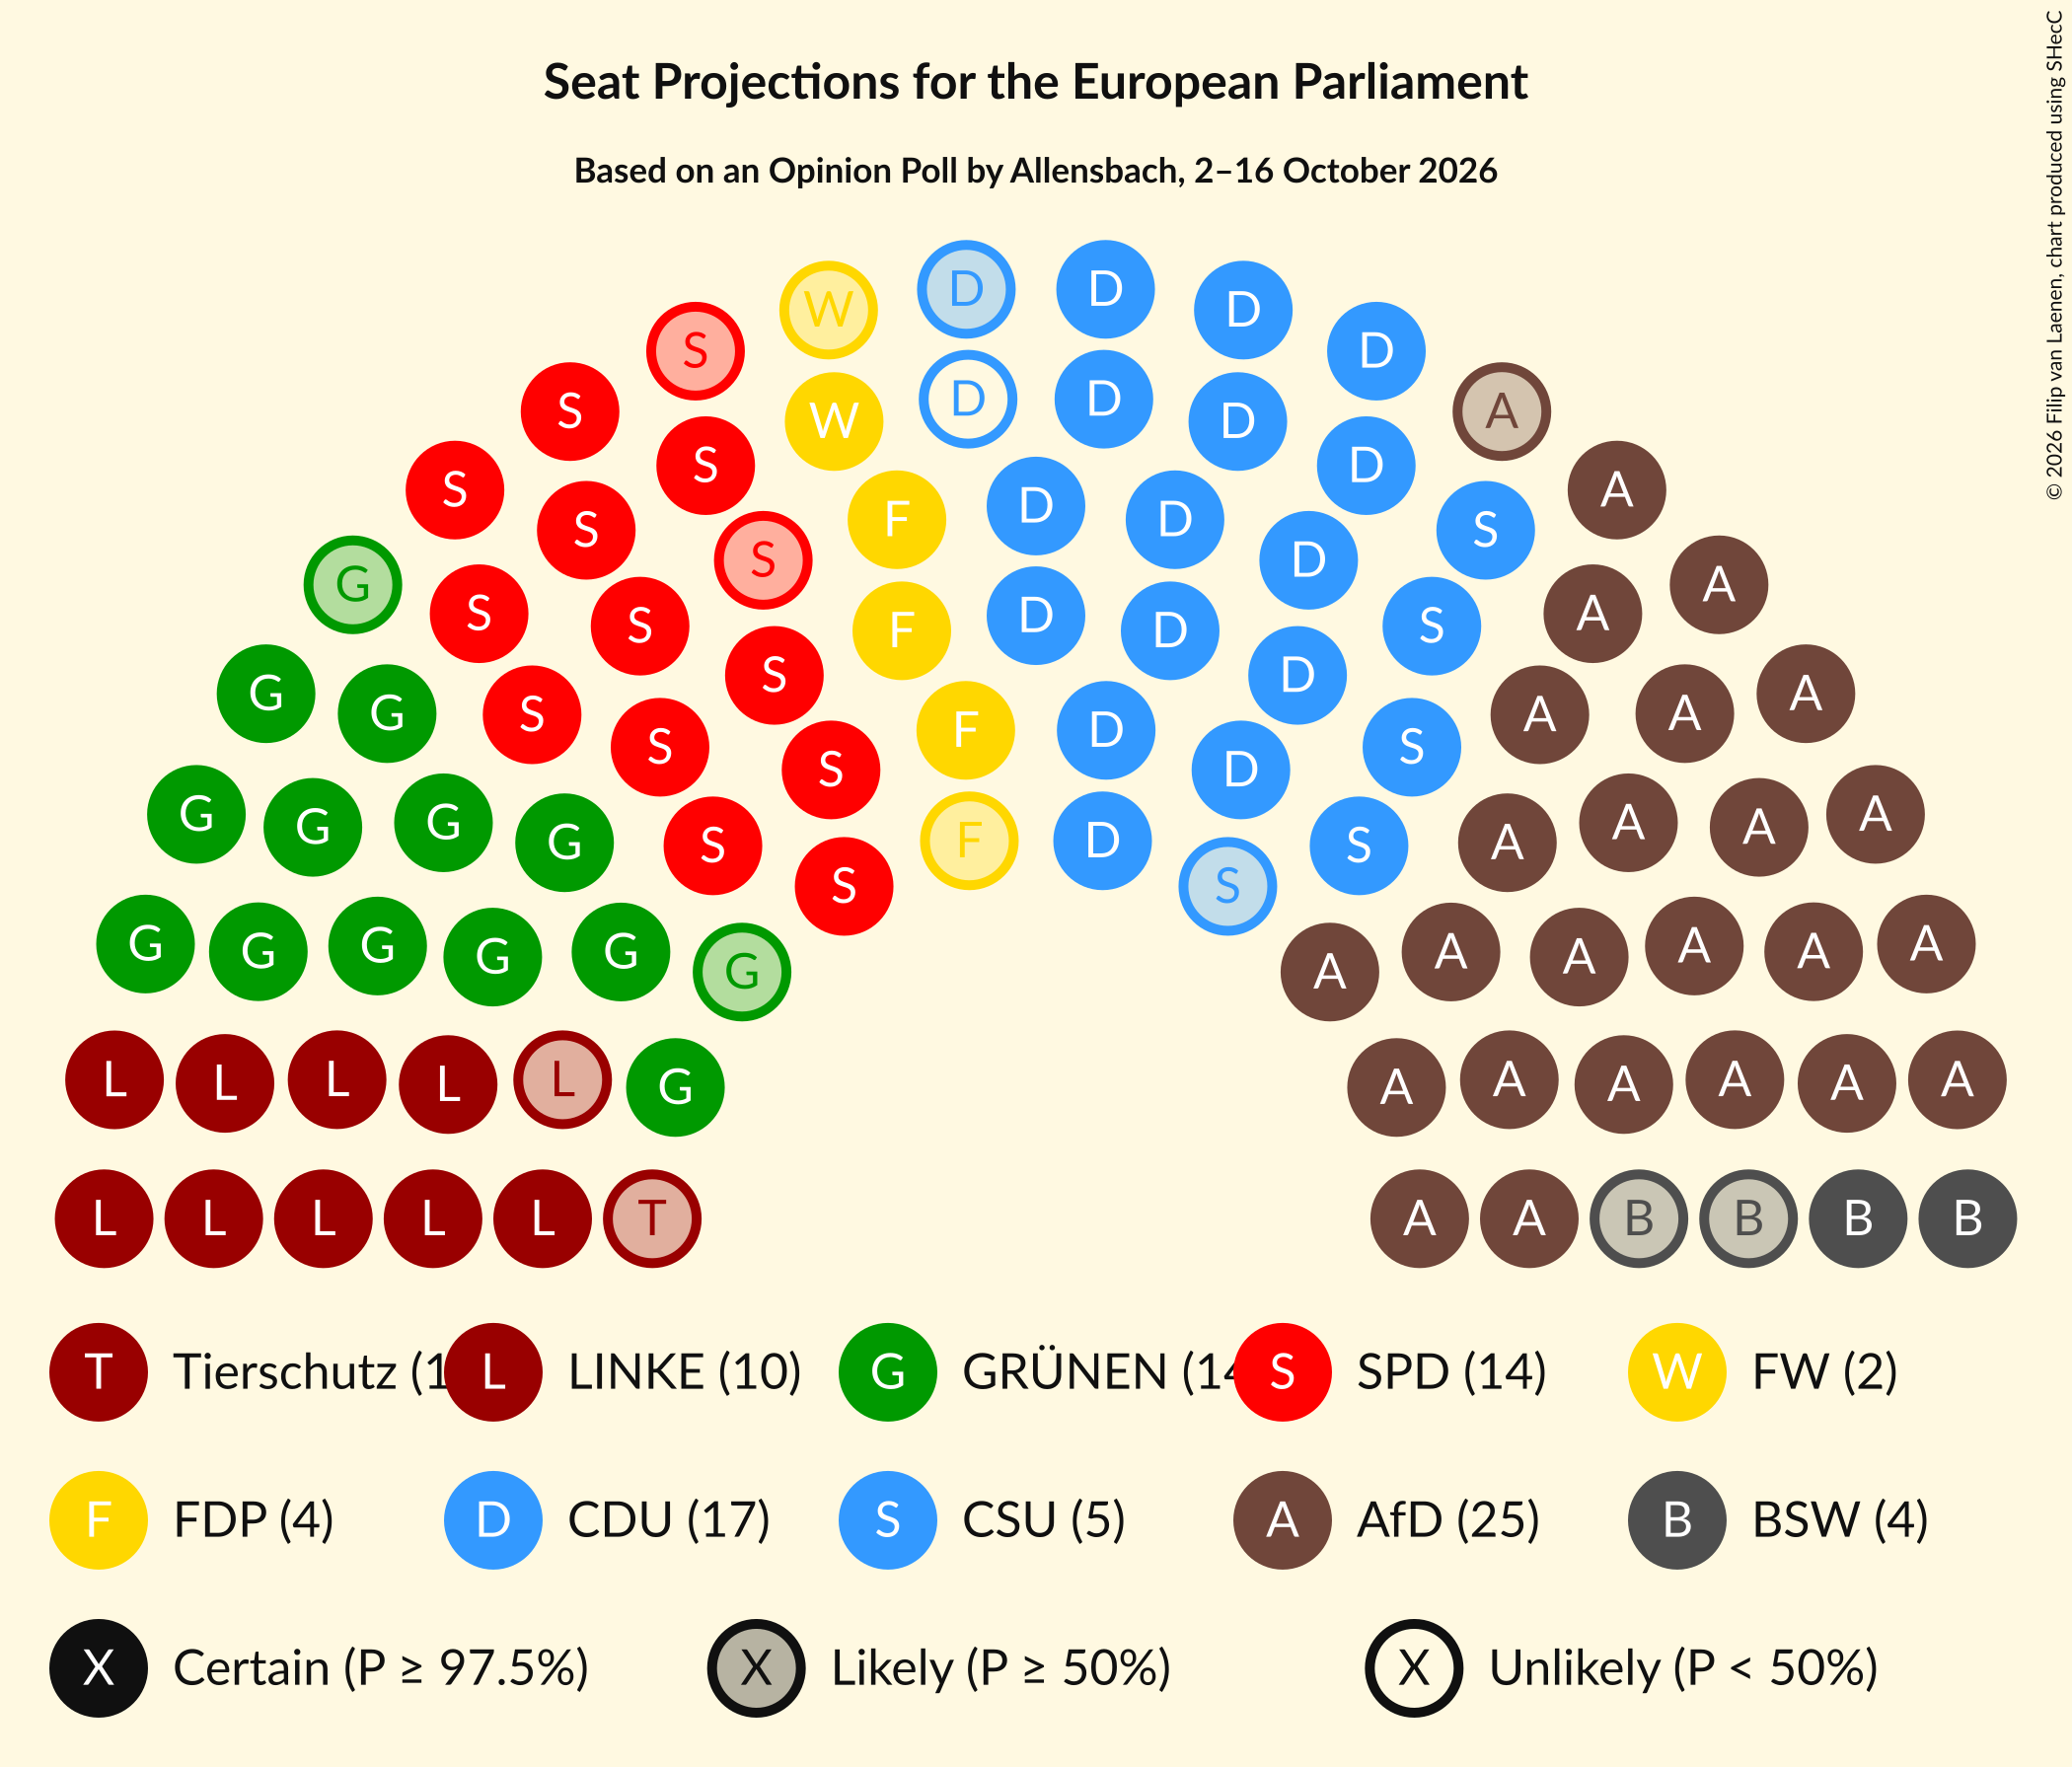 Seat Projections for the European Parliament
Based on an Opinion Poll by Allensbach, 2–16 October 2026
© 2026 Filip van Laenen, chart produced using SHecC
D D
W D
S D
D D
S A
W D
S D
S A
D
F D
S S
S D
G A
S D A
S F D S
S D
G A
G S A A
F D
S S
S D
G A
G G A A
G F D A
S S
S S
G G G G G A A A A A
G A
L L L L L G A A A A A A
L L L L L T A A B B B B
T Tierschutz (1 L LINKE (10) G GRÜNEN (14 S SPD (14) W FW (2)
F FDP (4) D CDU (17) S CSU (5) A AfD (25) B BSW (4)
X Certain (P ≥ 97.5%) X Likely (P ≥ 50%) X Unlikely (P < 50%)